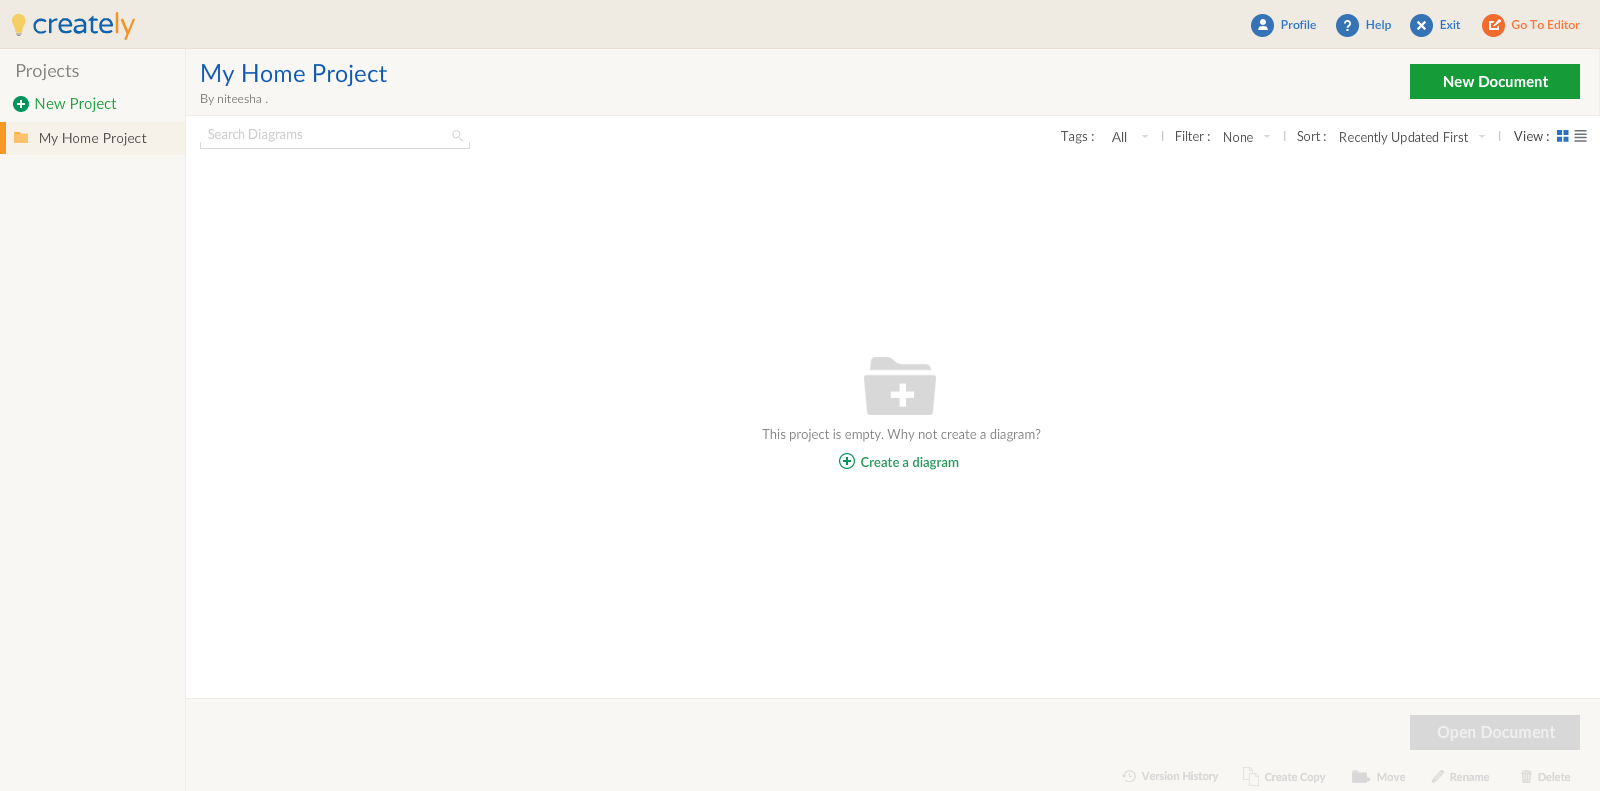 creately
Profile Help Exit Go To Editor
Projects
New Project
My Home Project
My Home Project
By niteesha .
New Document
Search Diagrams
Tags : All Filter : None Sort : Recently Updated First View :
This project is empty. Why not create a diagram?
Create a diagram
Open Document
Version History Create Copy Move Rename Delete